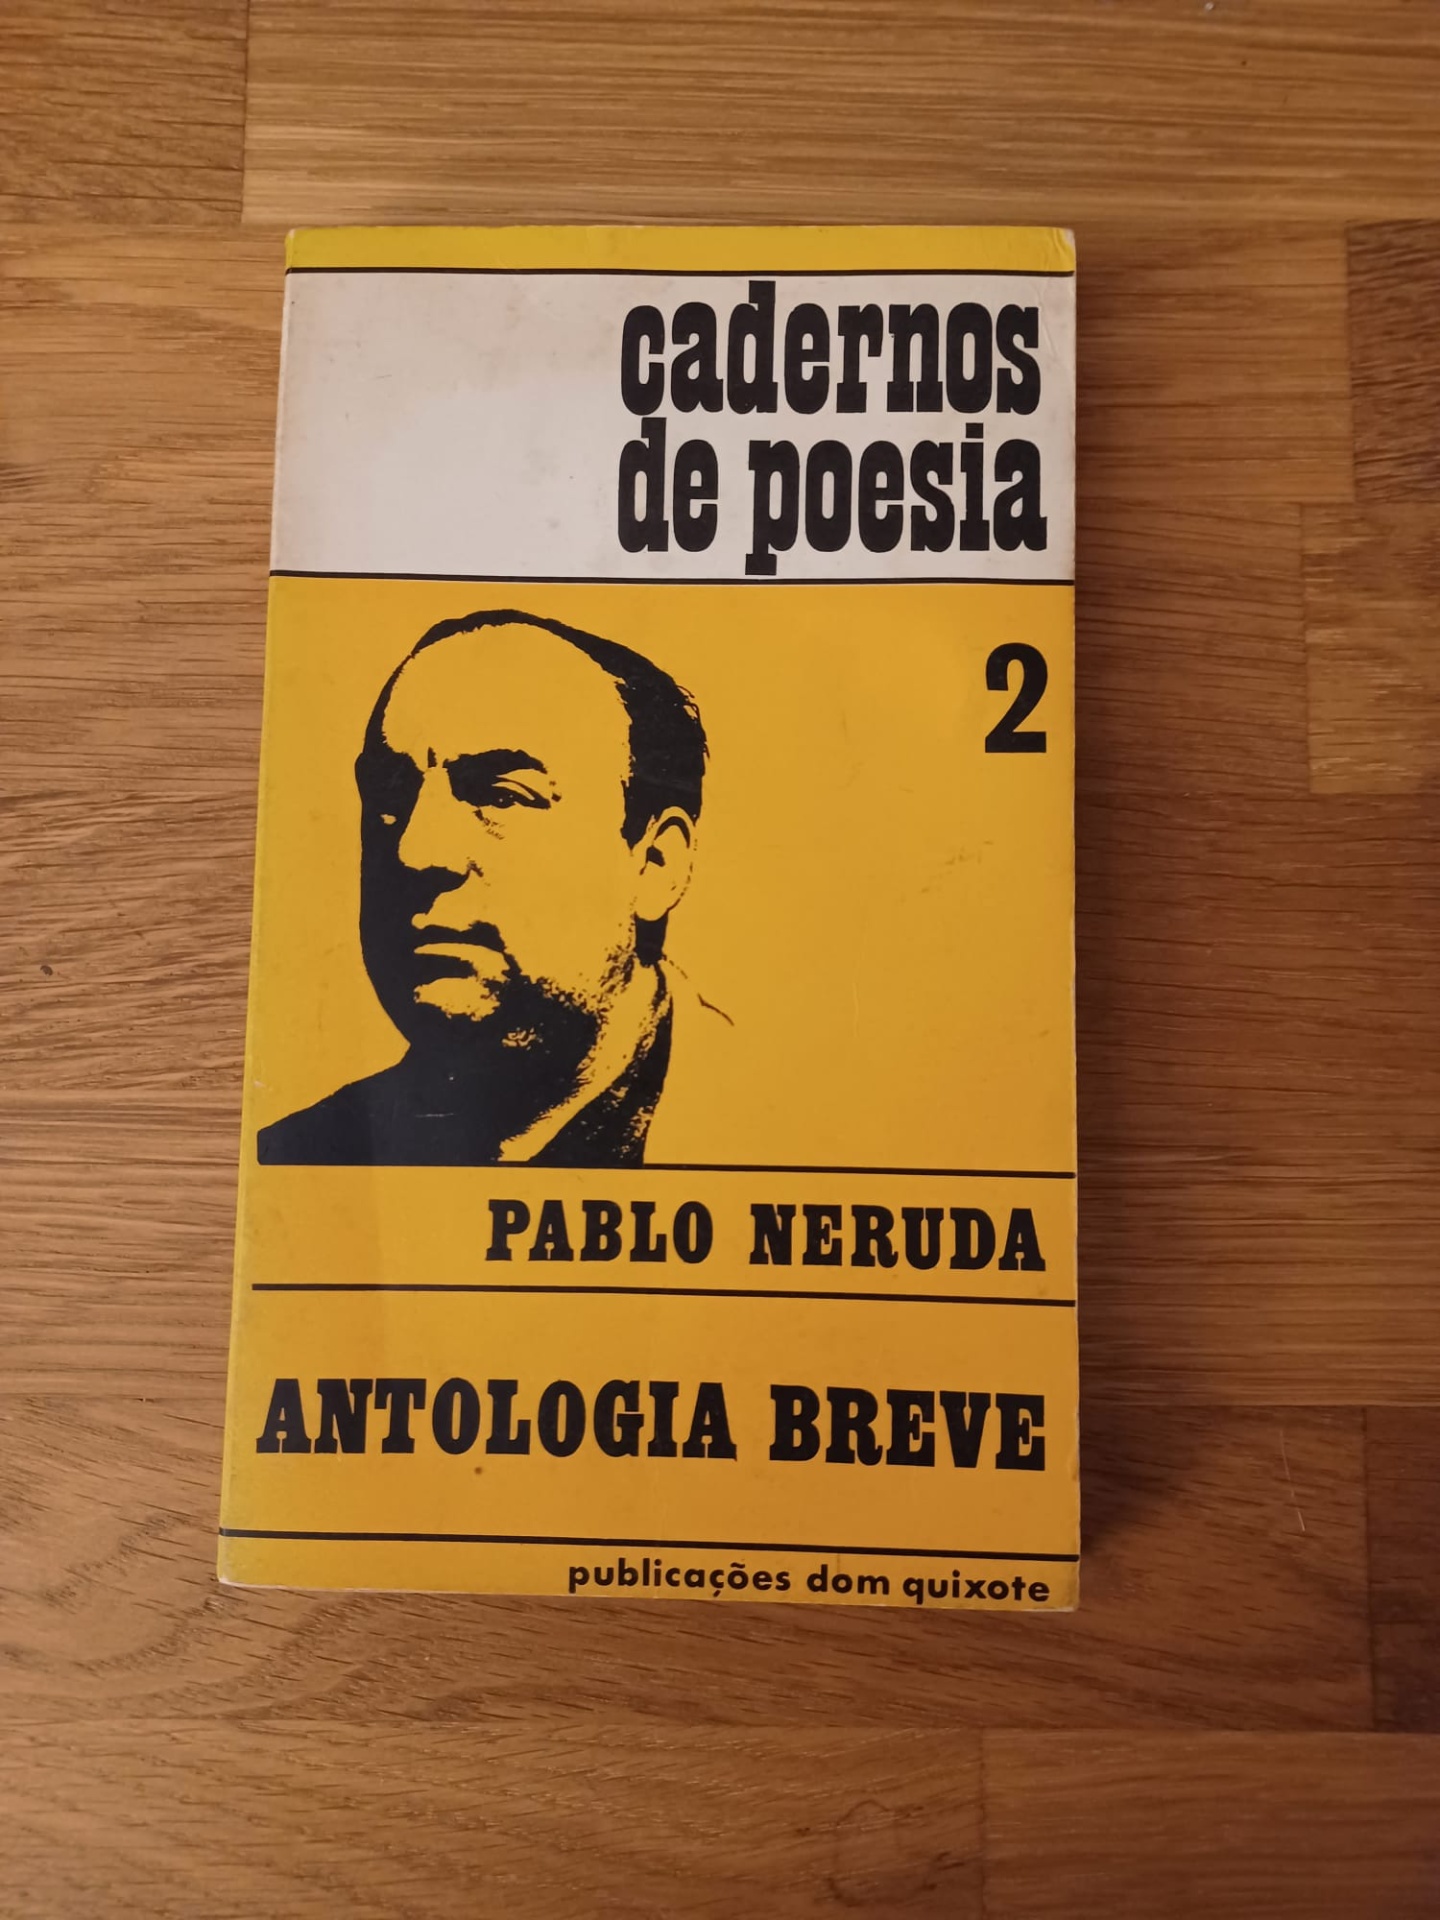 cadernos
de poesia
2
PABLO NERUDA
ANTOLOGIA BREVE
publicações dom quixote